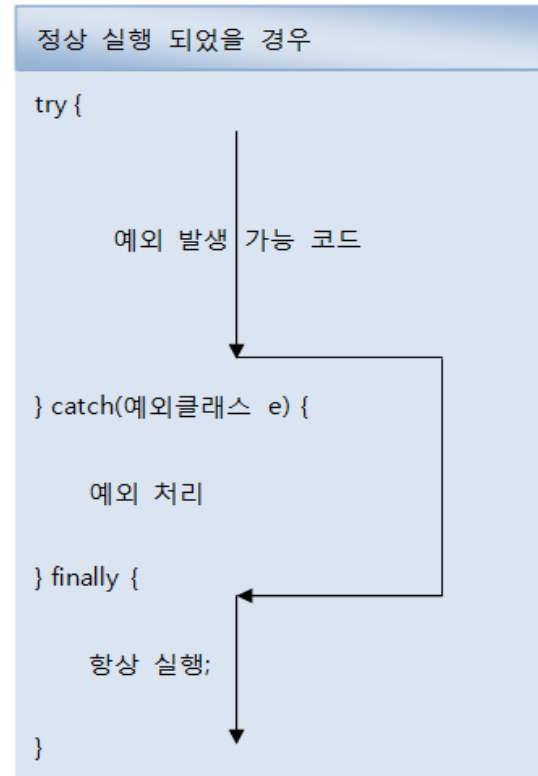 정상 실행 되었을 경우
try {
예외 발생 가능 코드
} catch(예외클래스 e) {
예외 처리
} finally {
항상 실행;
}